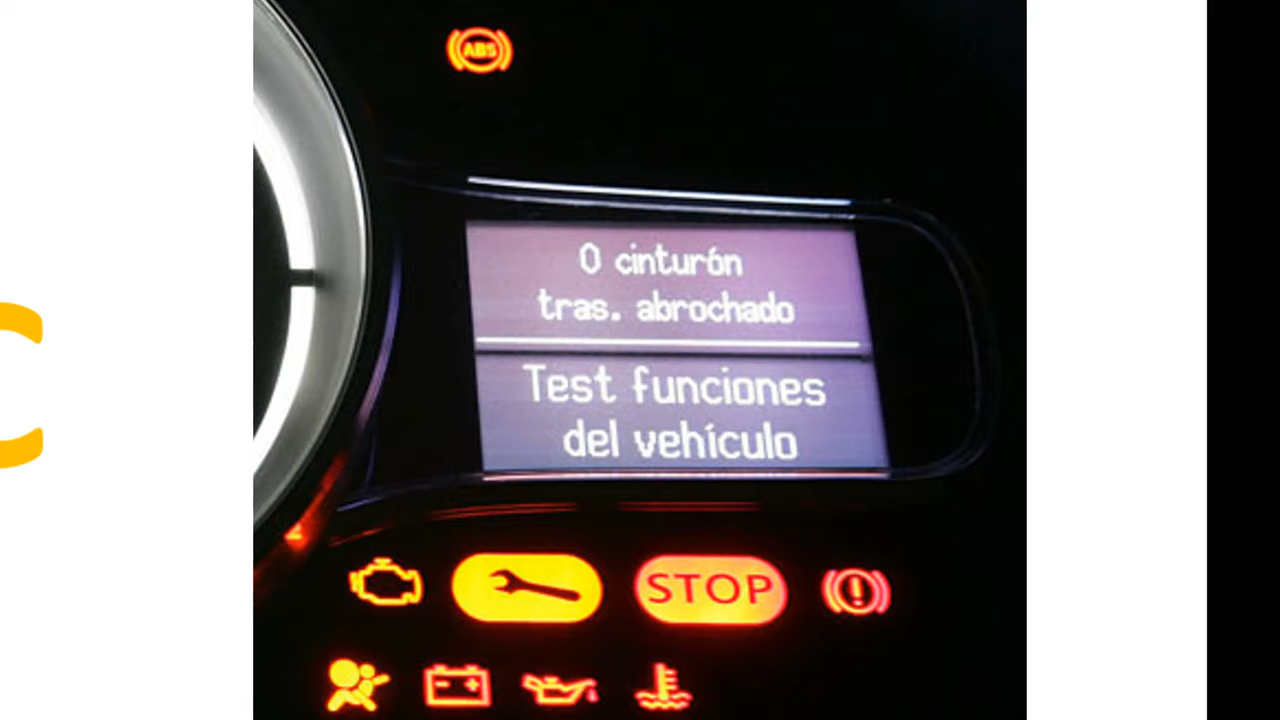 ABS
0 cinturón
tras. abrochado
Test funciones
del vehículo
STOP